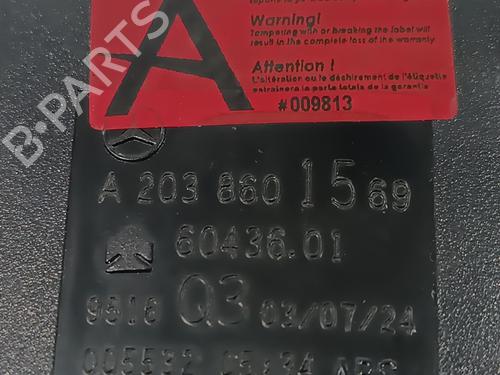 Warning!
Tampering with or breaking the label will
result in the complete loss of the warranty
Attention !
L'altération ou le déchirement de l'étiquette
entraînera la perte totale de la garantie
#009813
A
B-PARTS
A 203 860 15 69
60436.01
9518 Q3 03/07/24